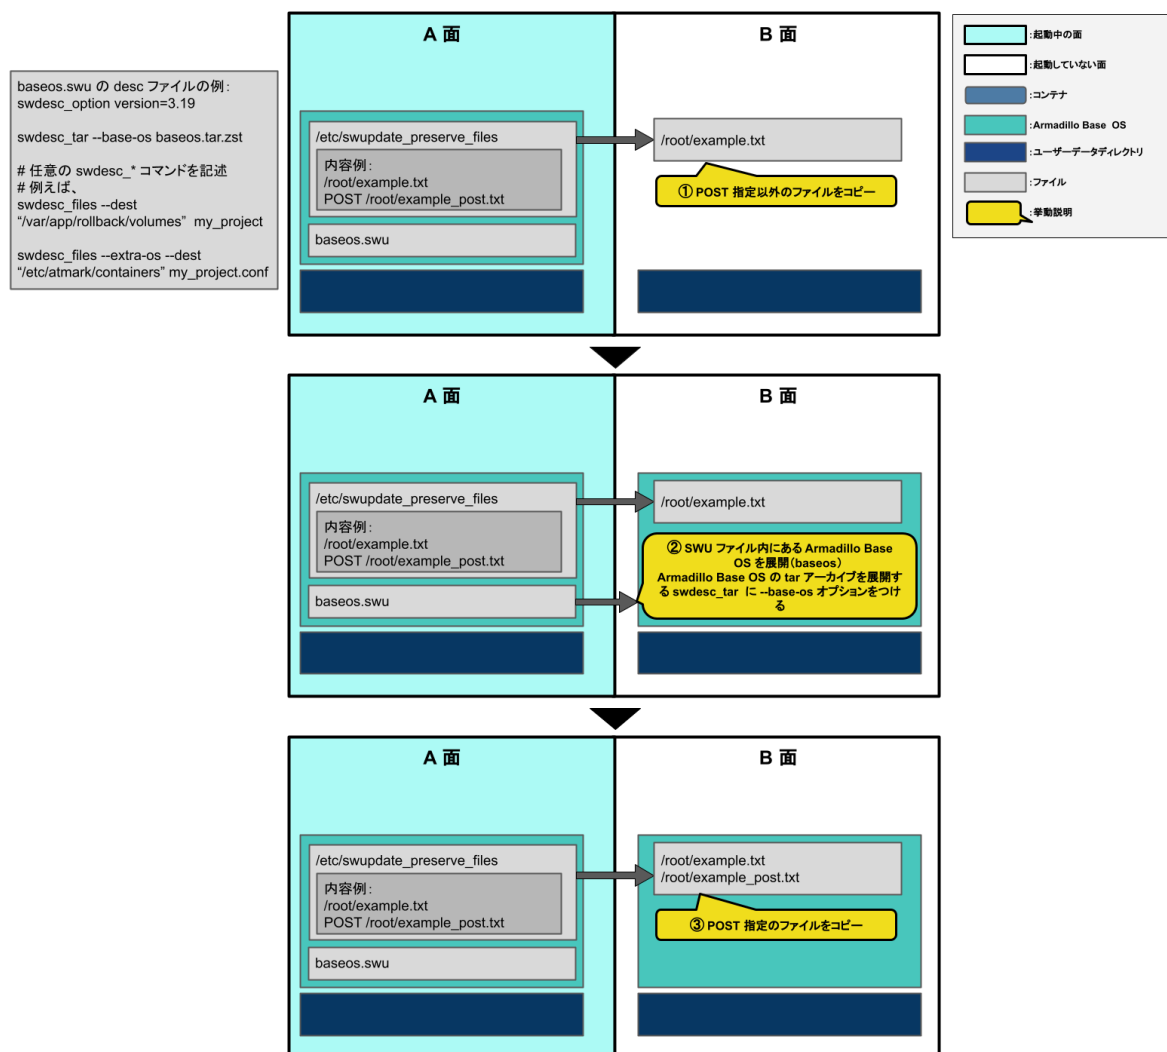 baseos.swu の desc ファイルの例：
swdesc_option version=3.19
swdesc_tar --base-os baseos.tar.zst
# 任意の swdesc_* コマンドを記述
# 例えば、
swdesc_files --dest
“/var/app/rollback/volumes” my_project
swdesc_files --extra-os --dest
“/etc/atmark/containers” my_project.conf
A 面
B 面
/etc/swupdate_preserve_files
内容例：
/root/example.txt
POST /root/example_post.txt
baseos.swu
/root/example.txt
① POST 指定以外のファイルをコピー
:起動中の面
:起動していない面
:コンテナ
:Armadillo Base OS
:ユーザーデータディレクトリ
:ファイル
:挙動説明
A 面
B 面
/etc/swupdate_preserve_files
内容例：
/root/example.txt
POST /root/example_post.txt
baseos.swu
/root/example.txt
② SWU ファイル内にある Armadillo Base
OS を展開（baseos）
Armadillo Base OS の tar アーカイブを展開す
る swdesc_tar に --base-os オプションをつけ
る
A 面
B 面
/etc/swupdate_preserve_files
内容例：
/root/example.txt
POST /root/example_post.txt
baseos.swu
/root/example.txt
/root/example_post.txt
③ POST 指定のファイルをコピー